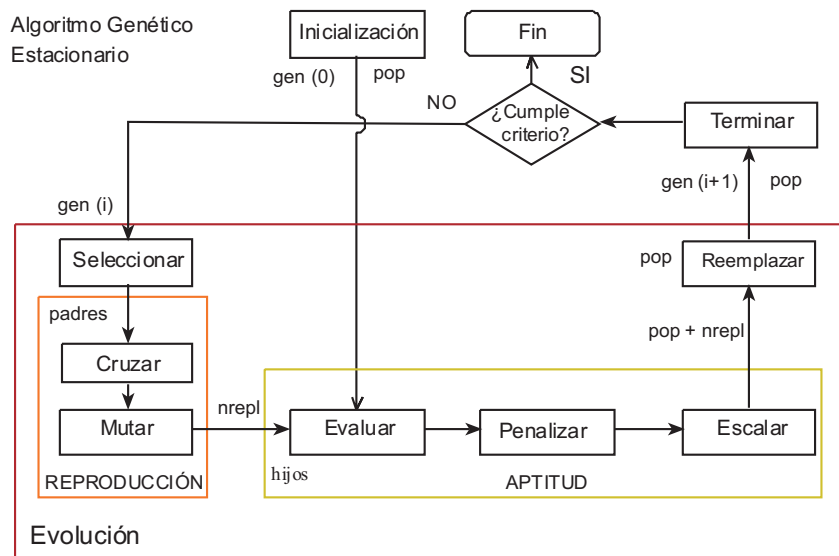 Algoritmo Genético
Estacionario
Inicialización
Fin
gen (0)
pop
SI
NO
¿Cumple
criterio?
Terminar
gen (i+1)
pop
gen (i)
Seleccionar
pop
Reemplazar
padres
Cruzar
pop + nrepl
Mutar
nrepl
Evaluar
Penalizar
Escalar
hijos
REPRODUCCIÓN
APTITUD
Evolución